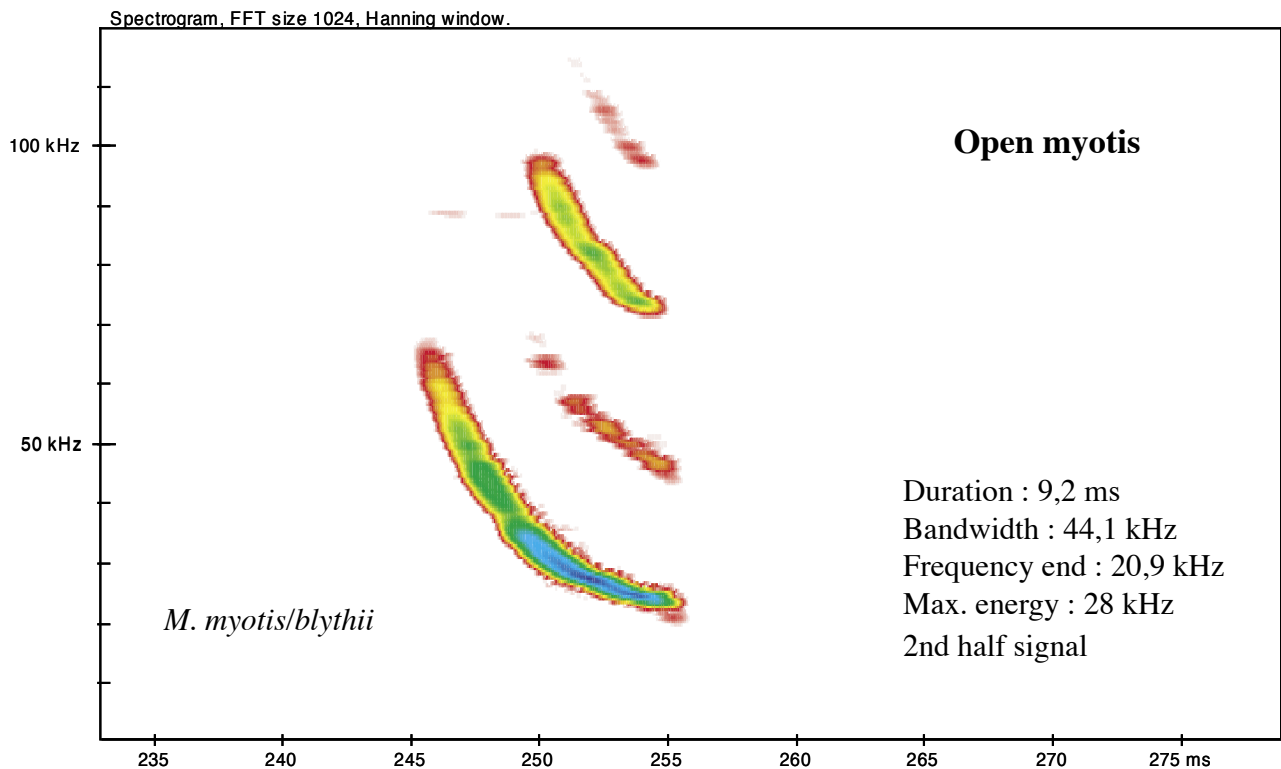 Spectrogram, FFT size 1024, Hanning window.
100 kHz
Open myotis
50 kHz
Duration : 9,2 ms
Bandwidth : 44,1 kHz
Frequency end : 20,9 kHz
Max. energy : 28 kHz
2nd half signal
M. myotis/blythii
235 240 245 250 255 260 265 270 275 ms